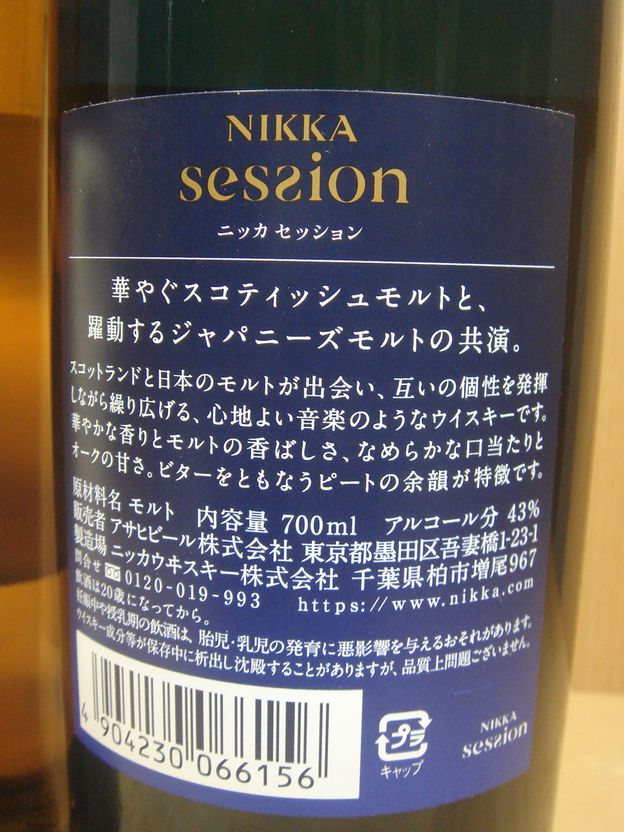 NIKKA
session
ニッカ セッション
華やぐスコティッシュモルトと、
躍動するジャパニーズモルトの共演。
スコットランドと日本のモルトが出会い、互いの個性を発揮
しながら繰り広げる、心地よい音楽のようなウイスキーです。
華やかな香りとモルトの香ばしさ、なめらかな口当たりと
オークの甘さ。ビターをともなうピートの余韻が特徴です。
原材料名 モルト 内容量 700ml アルコール分 43%
販売者 アサヒビール株式会社 東京都墨田区吾妻橋1-23-1
製造場 ニッカウヰスキー株式会社 千葉県柏市増尾967
問合せ 0120-019-993 https://www.nikka.com
飲酒は20歳になってから。
妊娠中や授乳期の飲酒は、胎児・乳児の発育に悪影響を与えるおそれがあります。
ウイスキー成分等が保存中に析出し沈殿することがありますが、品質上問題ございません。
4 904230 066156
プラ
キャップ
NIKKA
session